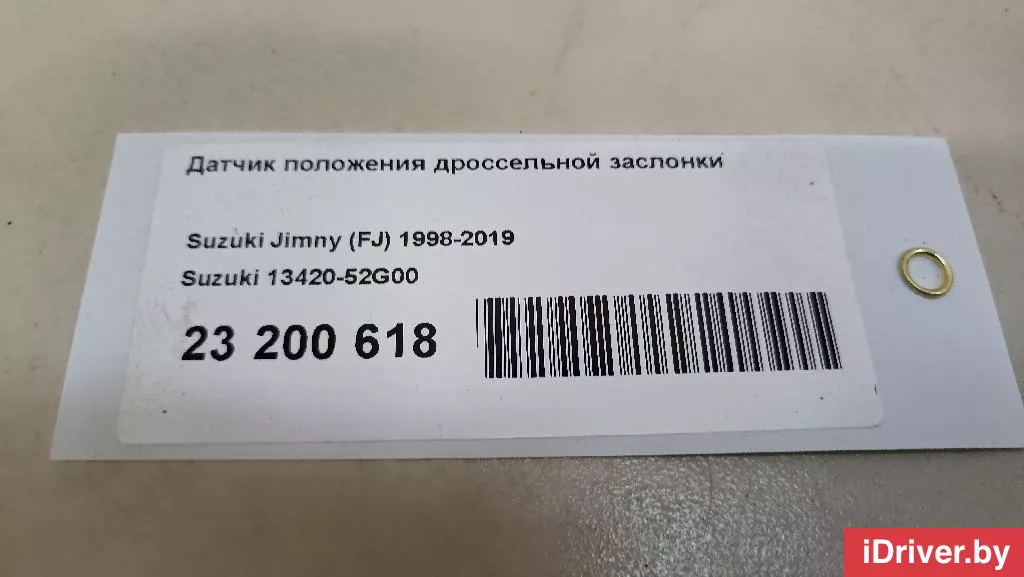 Датчик положения дроссельной заслонки
Suzuki Jimny (FJ) 1998-2019
Suzuki 13420-52G00
23 200 618
iDriver.by